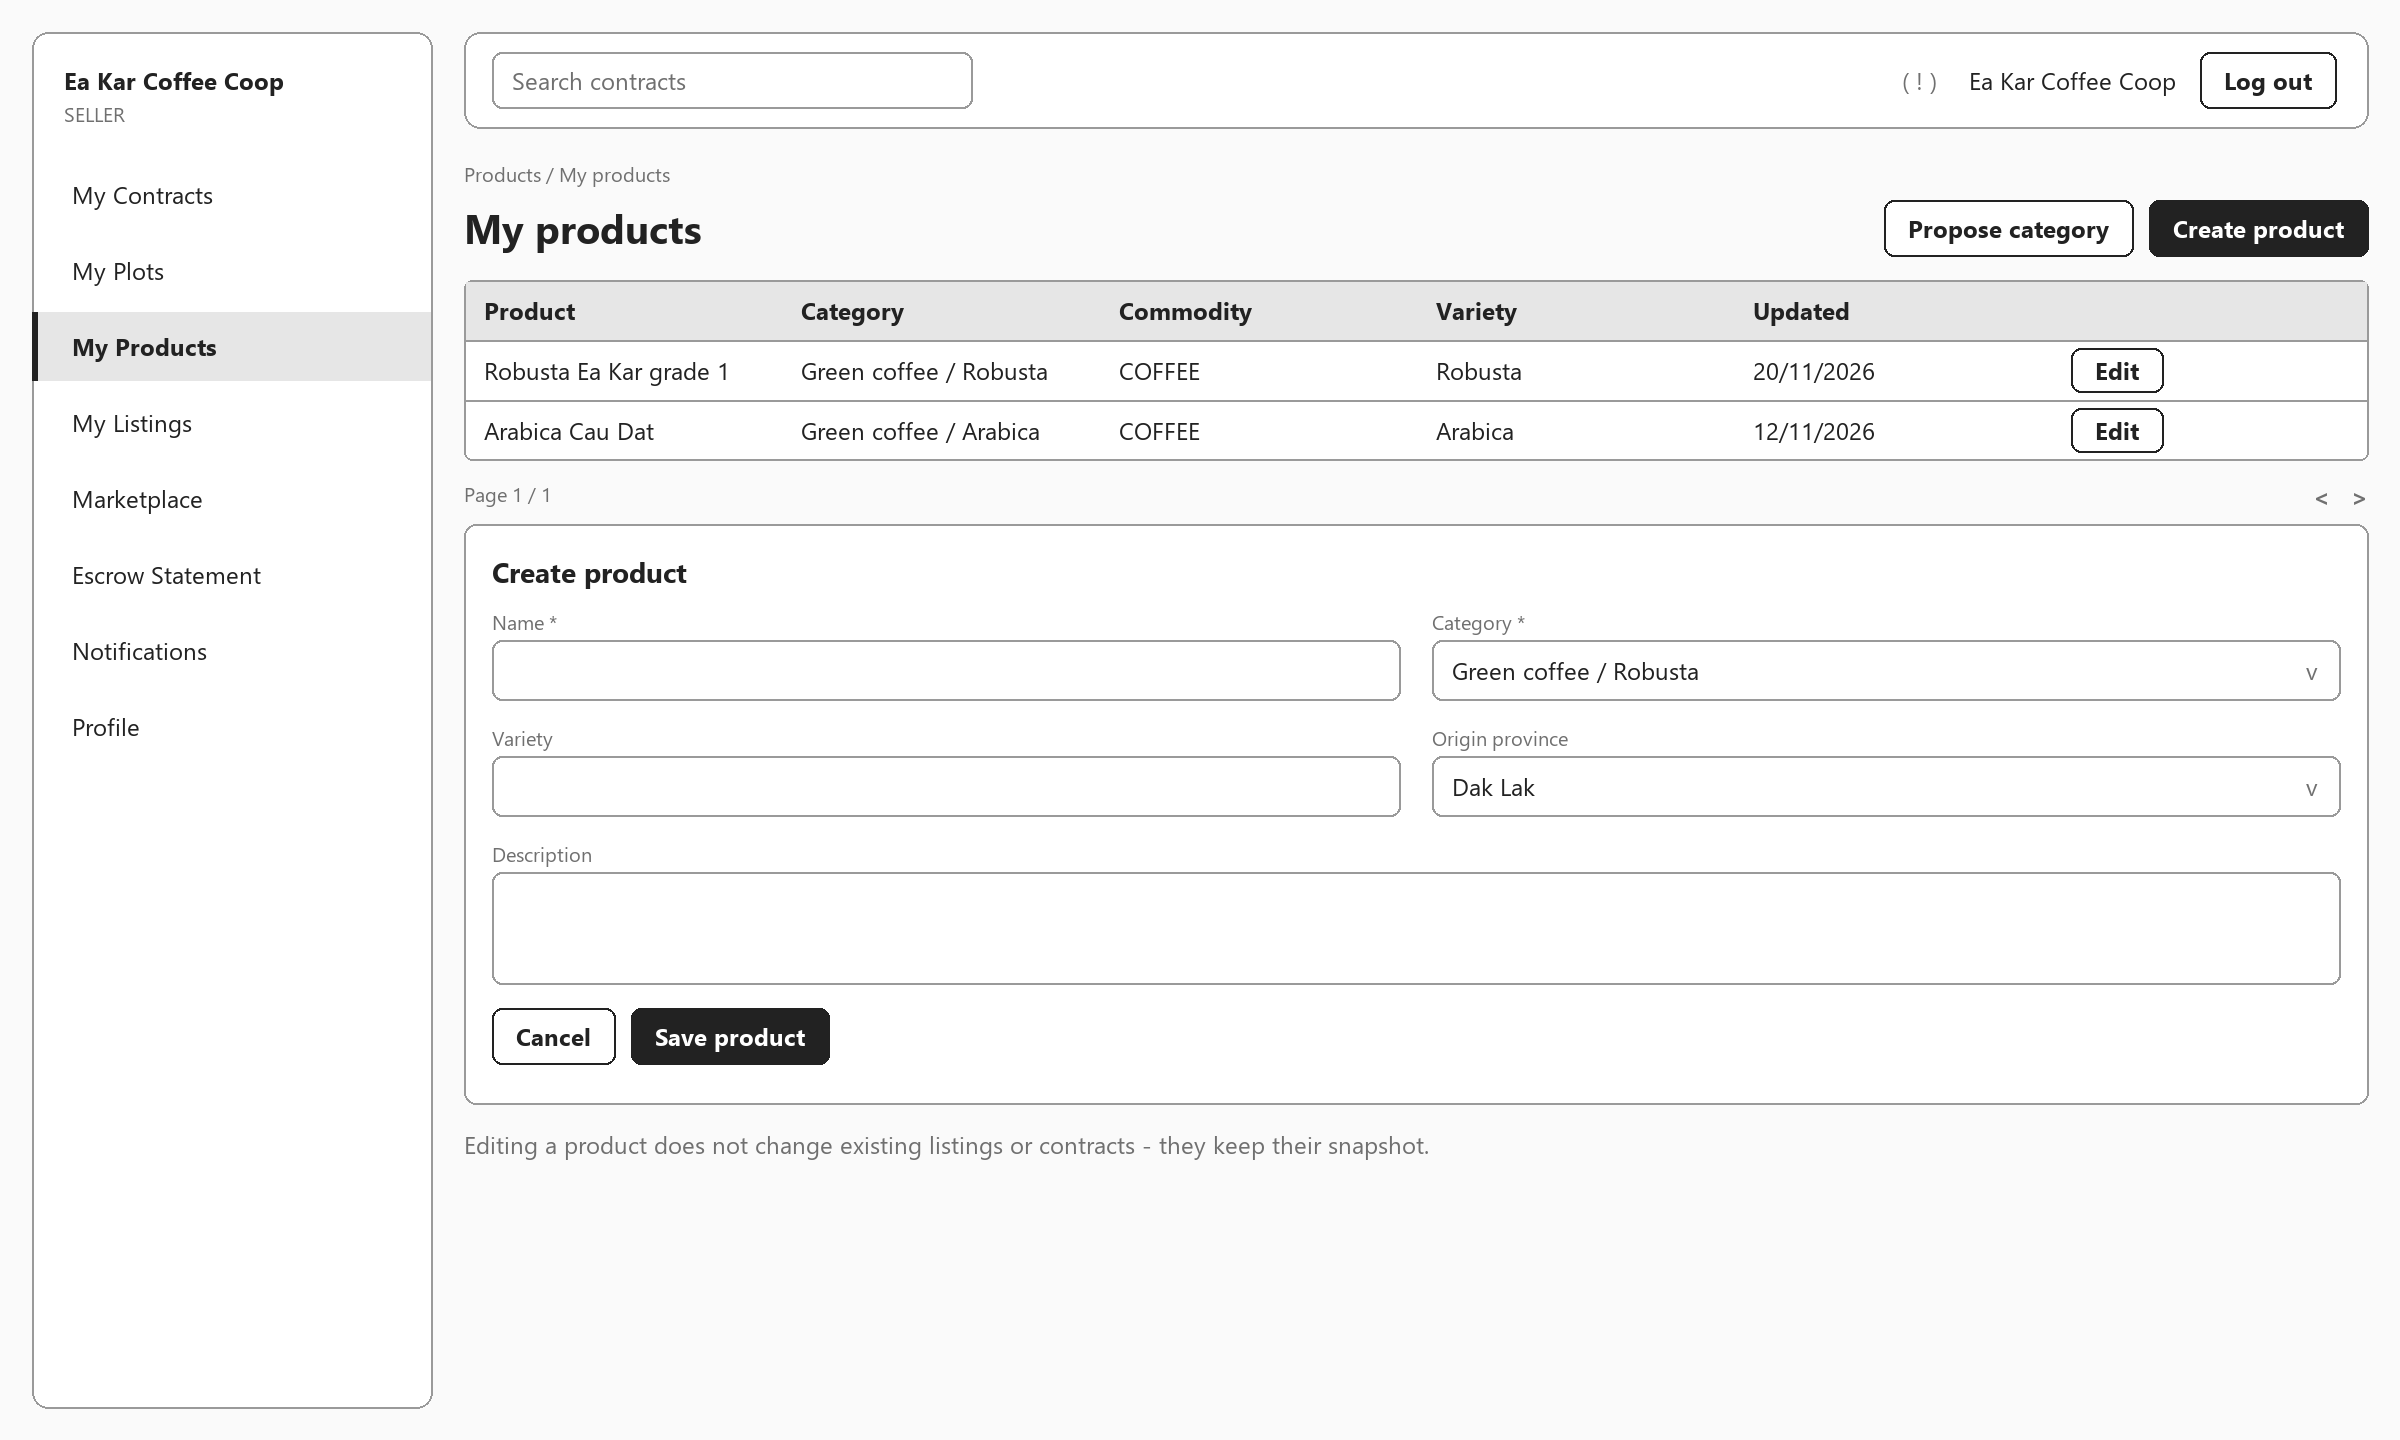 Ea Kar Coffee Coop
SELLER
My Contracts
My Plots
My Products
My Listings
Marketplace
Escrow Statement
Notifications
Profile
Search contracts
( ! ) Ea Kar Coffee Coop Log out
Products / My products
My products
Propose category Create product
Product Category Commodity Variety Updated
Robusta Ea Kar grade 1 Green coffee / Robusta COFFEE Robusta 20/11/2026 Edit
Arabica Cau Dat Green coffee / Arabica COFFEE Arabica 12/11/2026 Edit
Page 1 / 1 < >
Create product
Name * Category *
Green coffee / Robusta v
Variety Origin province
Dak Lak v
Description
Cancel Save product
Editing a product does not change existing listings or contracts - they keep their snapshot.